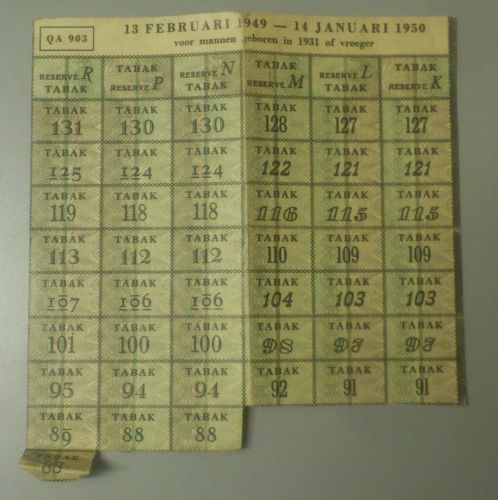 QA 903
13 FEBRUARI 1949 — 14 JANUARI 1950
voor mannen geboren in 1931 of vroeger
TABAK TABAK TABAK
RESERVE R RESERVE P RESERVE N RESERVE M RESERVE L RESERVE K
TABAK TABAK TABAK
TABAK TABAK TABAK TABAK TABAK TABAK
131 130 130 128 127 127
TABAK TABAK TABAK TABAK TABAK TABAK
125 124 124 122 121 121
TABAK TABAK TABAK TABAK TABAK TABAK
119 118 118 116 115 115
TABAK TABAK TABAK TABAK TABAK TABAK
113 112 112 110 109 109
TABAK TABAK TABAK TABAK TABAK TABAK
107 106 106 104 103 103
TABAK TABAK TABAK TABAK TABAK TABAK
101 100 100 98 97 97
TABAK TABAK TABAK TABAK TABAK TABAK
95 94 94 92 91 91
TABAK TABAK TABAK
89 88 88
TABAK